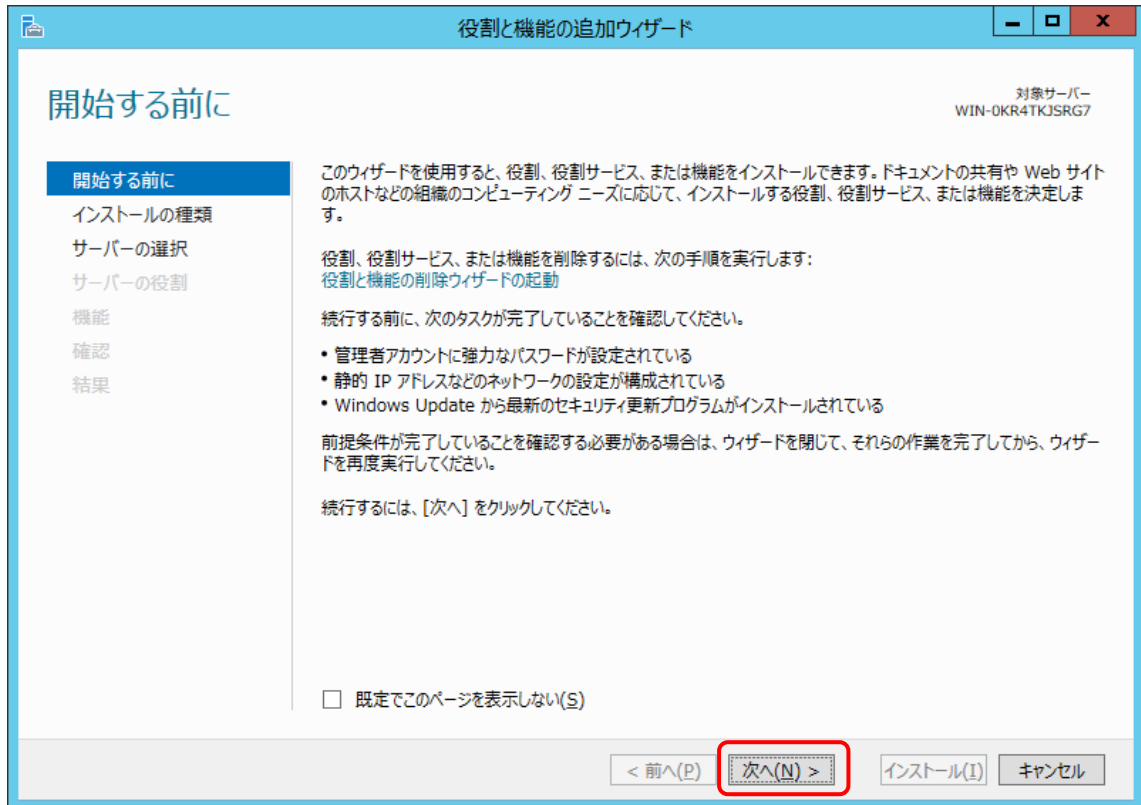 役割と機能の追加ウィザード
開始する前に
対象サーバー
WIN-0KR4TKJSRG7
開始する前に
インストールの種類
サーバーの選択
サーバーの役割
機能
確認
結果
このウィザードを使用すると、役割、役割サービス、または機能をインストールできます。ドキュメントの共有や Web サイト
のホストなどの組織のコンピューティング ニーズに応じて、インストールする役割、役割サービス、または機能を決定しま
す。
役割、役割サービス、または機能を削除するには、次の手順を実行します:
役割と機能の削除ウィザードの起動
続行する前に、次のタスクが完了していることを確認してください。
• 管理者アカウントに強力なパスワードが設定されている
• 静的 IP アドレスなどのネットワークの設定が構成されている
• Windows Update から最新のセキュリティ更新プログラムがインストールされている
前提条件が完了していることを確認する必要がある場合は、ウィザードを閉じて、それらの作業を完了してから、ウィザー
ドを再度実行してください。
続行するには、[次へ] をクリックしてください。
既定でこのページを表示しない(S)
< 前へ(P) 次へ(N) > インストール(I) キャンセル